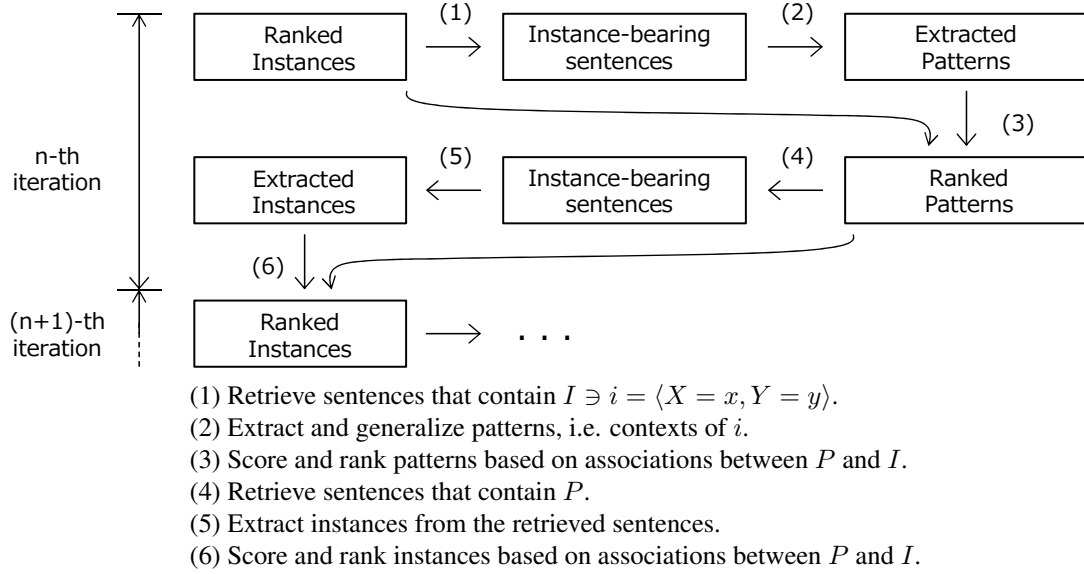 (1)
(2)
Ranked
Instances
Instance-bearing
sentences
Extracted
Patterns
(3)
n-th
iteration
(5)
(4)
Extracted
Instances
Instance-bearing
sentences
Ranked
Patterns
(6)
(n+1)-th
iteration
Ranked
Instances
. . .
(1) Retrieve sentences that contain I ∋ i = ⟨X = x, Y = y⟩.
(2) Extract and generalize patterns, i.e. contexts of i.
(3) Score and rank patterns based on associations between P and I.
(4) Retrieve sentences that contain P.
(5) Extract instances from the retrieved sentences.
(6) Score and rank instances based on associations between P and I.